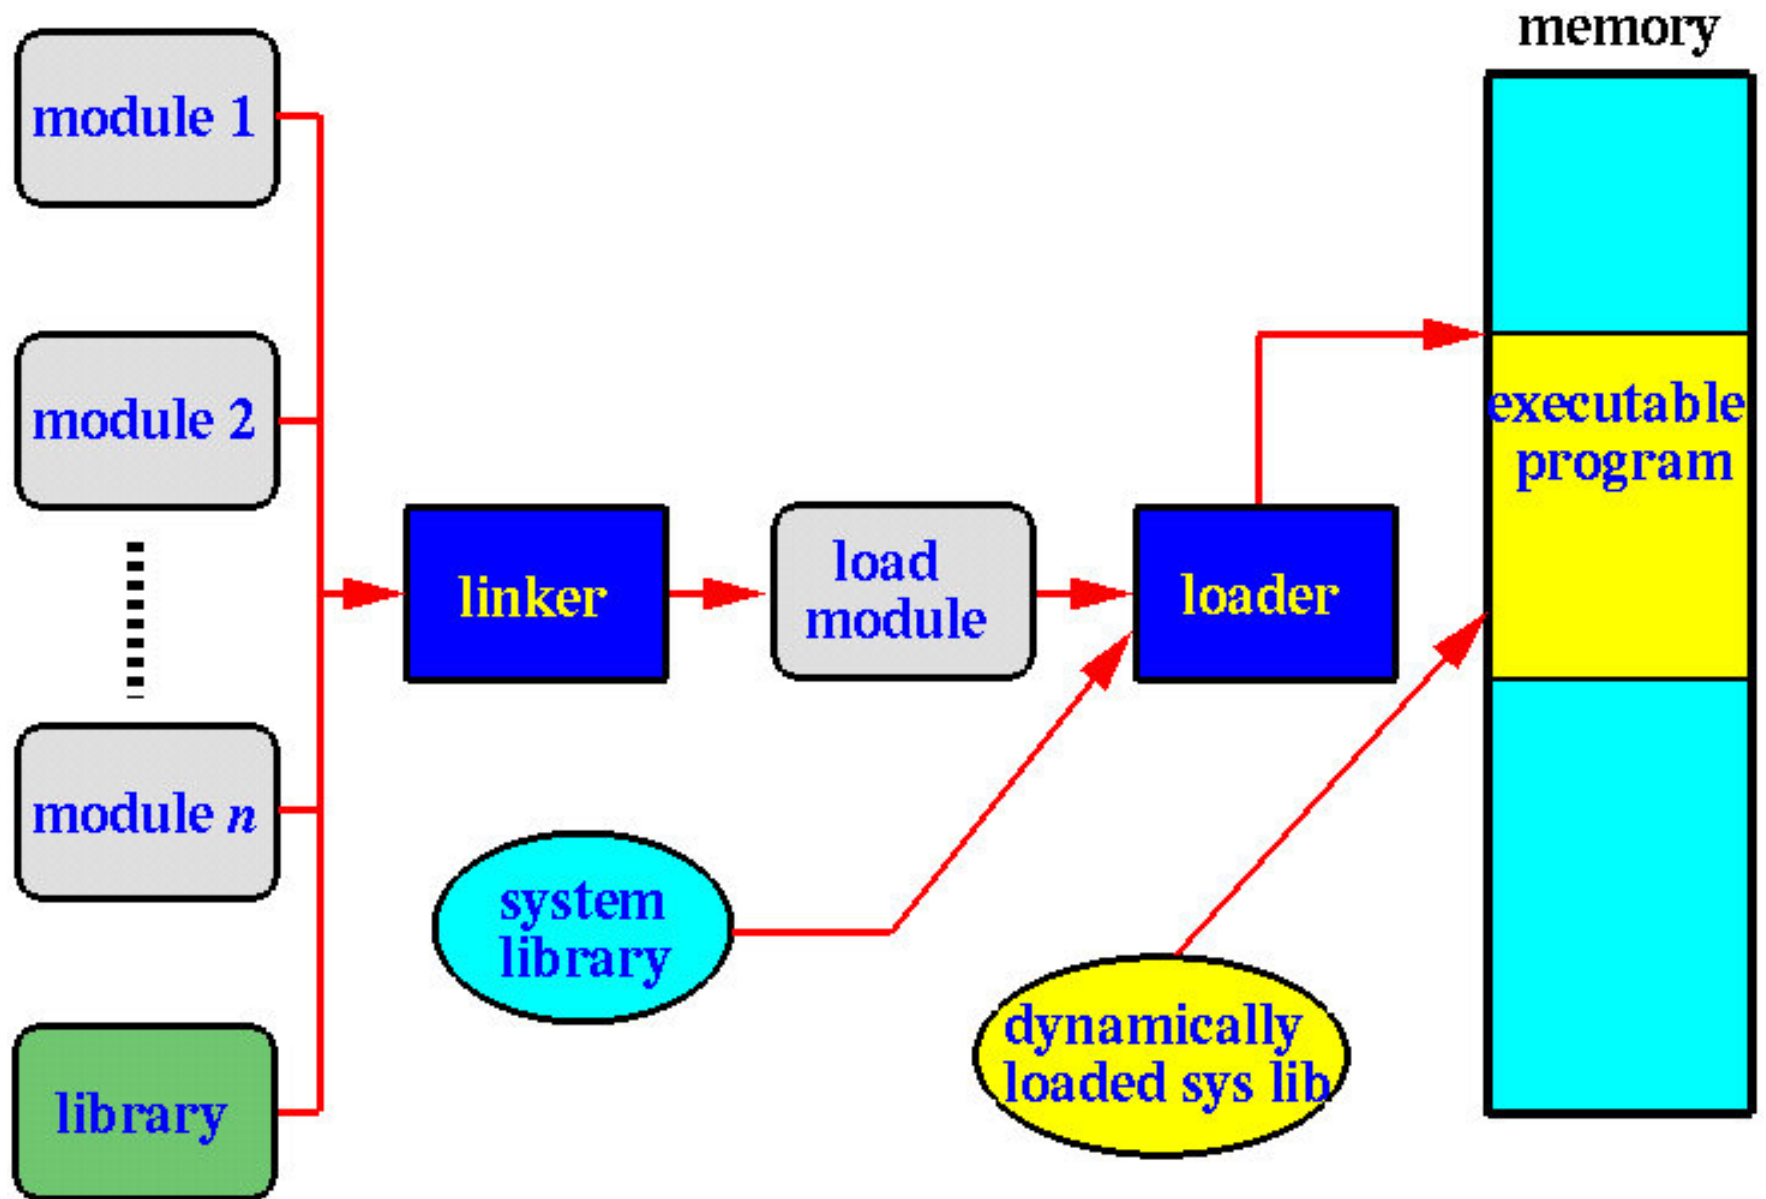 memory
module 1
module 2
executable
program
linker
load
module
loader
module n
system
library
dynamically
loaded sys lib
library